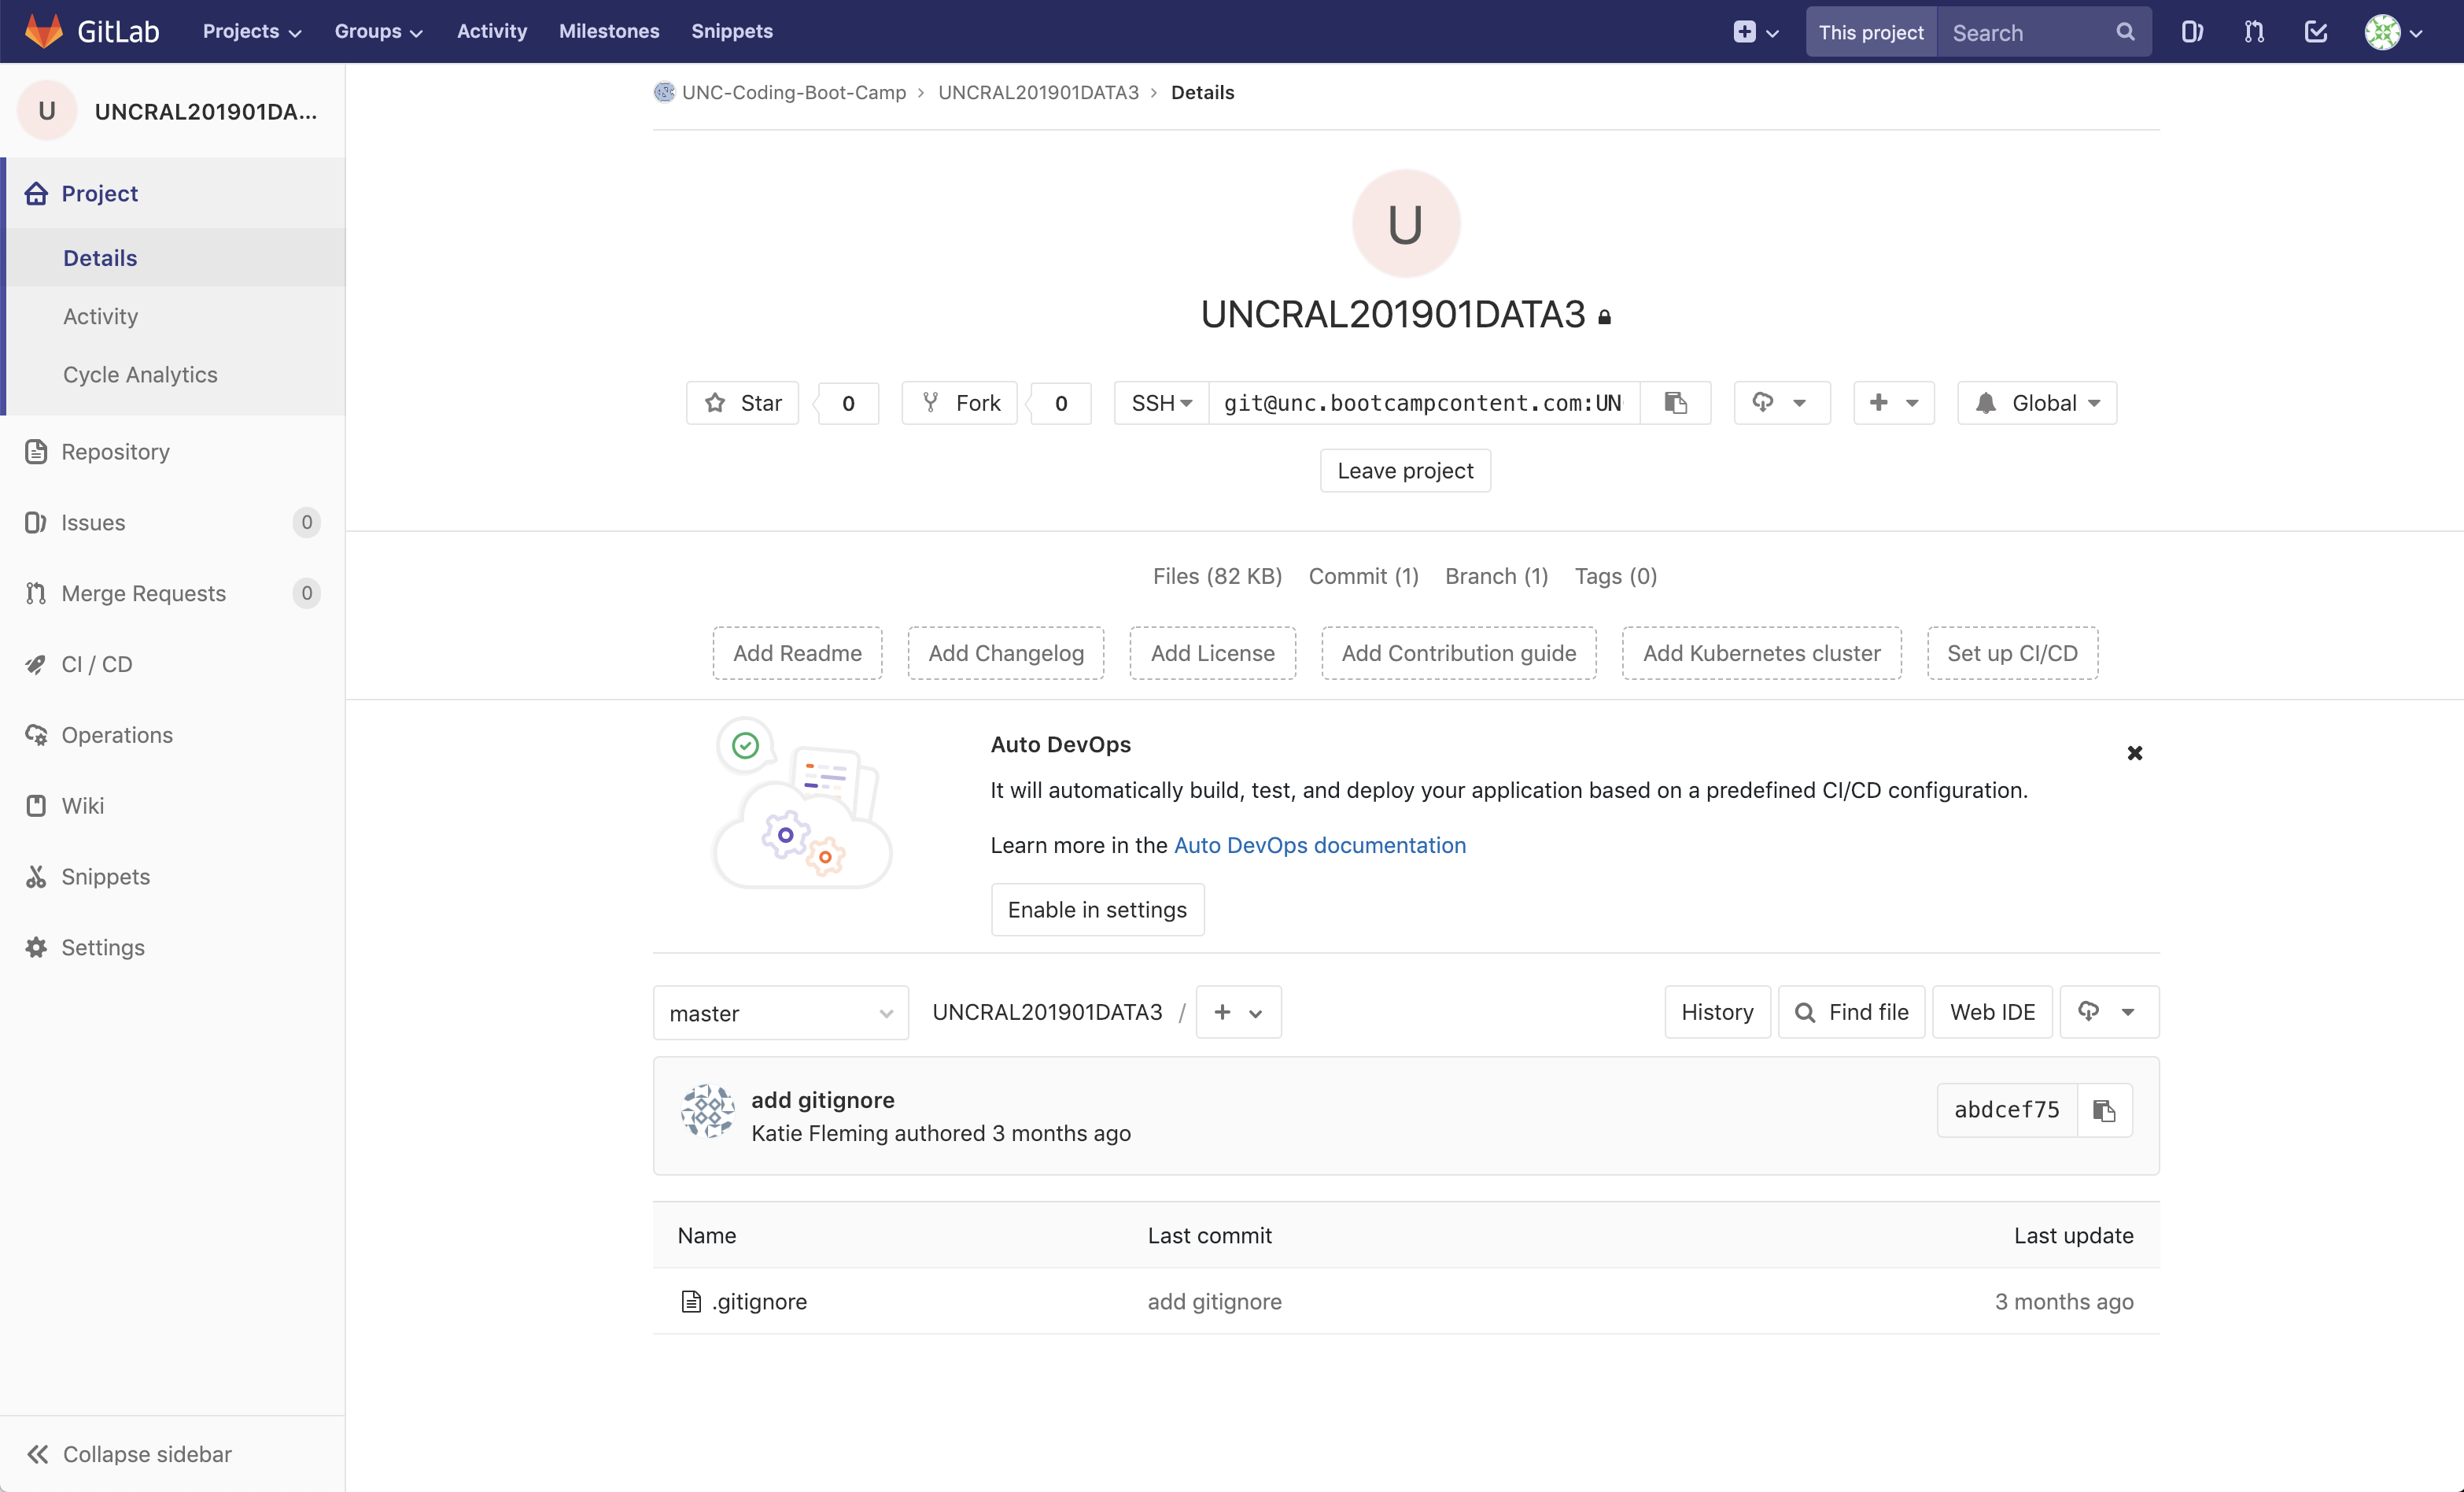 GitLab Projects Groups Activity Milestones Snippets This project Search
U UNCRAL201901DA...
Project
Details
Activity
Cycle Analytics
Repository
Issues 0
Merge Requests 0
CI / CD
Operations
Wiki
Snippets
Settings
Collapse sidebar
UNC-Coding-Boot-Camp > UNCRAL201901DATA3 > Details
U
UNCRAL201901DATA3
Star 0 Fork 0 SSH git@unc.bootcampcontent.com:UN Global
Leave project
Files (82 KB) Commit (1) Branch (1) Tags (0)
Add Readme Add Changelog Add License Add Contribution guide Add Kubernetes cluster Set up CI/CD
Auto DevOps
It will automatically build, test, and deploy your application based on a predefined CI/CD configuration.
Learn more in the Auto DevOps documentation
Enable in settings
master UNCRAL201901DATA3 / + History Find file Web IDE
add gitignore
Katie Fleming authored 3 months ago
abdcef75
Name Last commit Last update
.gitignore add gitignore 3 months ago